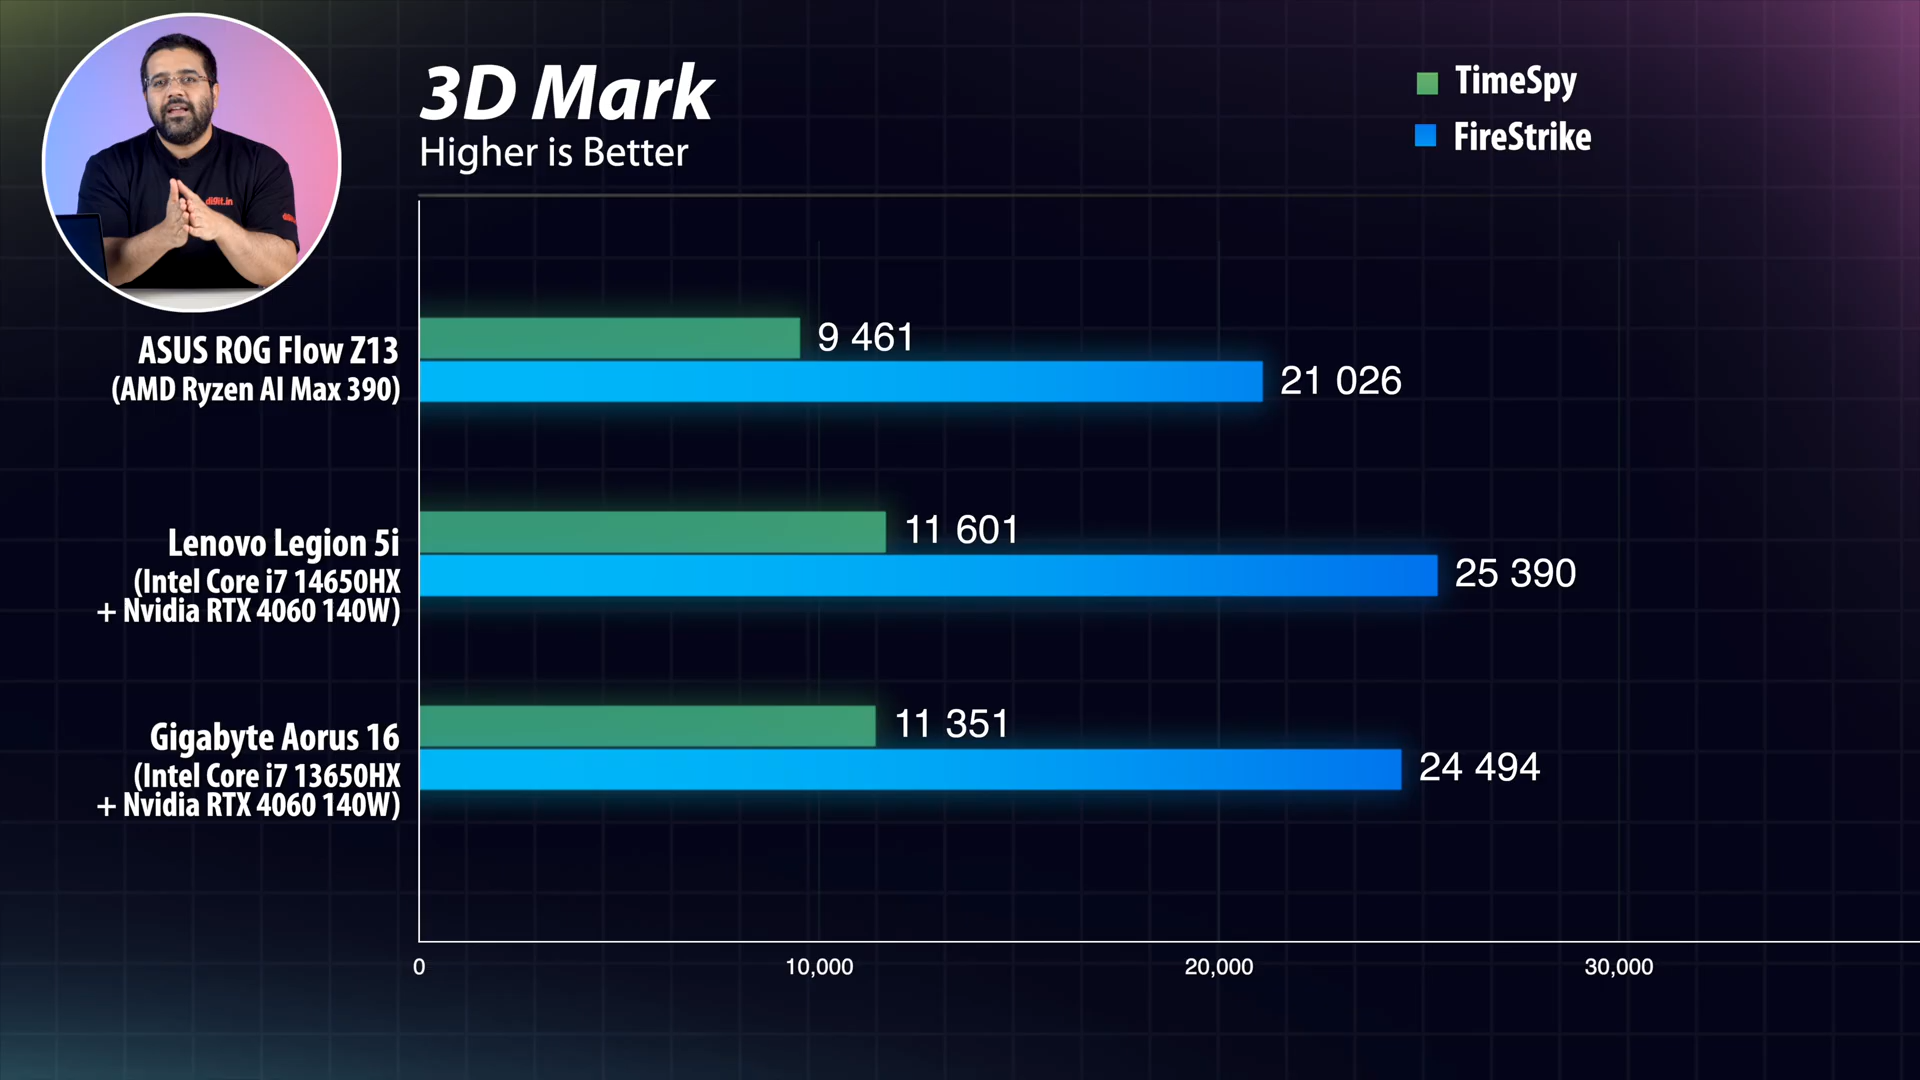 3D Mark
Higher is Better
TimeSpy
FireStrike
digit.in
ASUS ROG Flow Z13
(AMD Ryzen AI Max 390)
9 461
21 026
Lenovo Legion 5i
(Intel Core i7 14650HX
+ Nvidia RTX 4060 140W)
11 601
25 390
Gigabyte Aorus 16
(Intel Core i7 13650HX
+ Nvidia RTX 4060 140W)
11 351
24 494
0
10,000
20,000
30,000